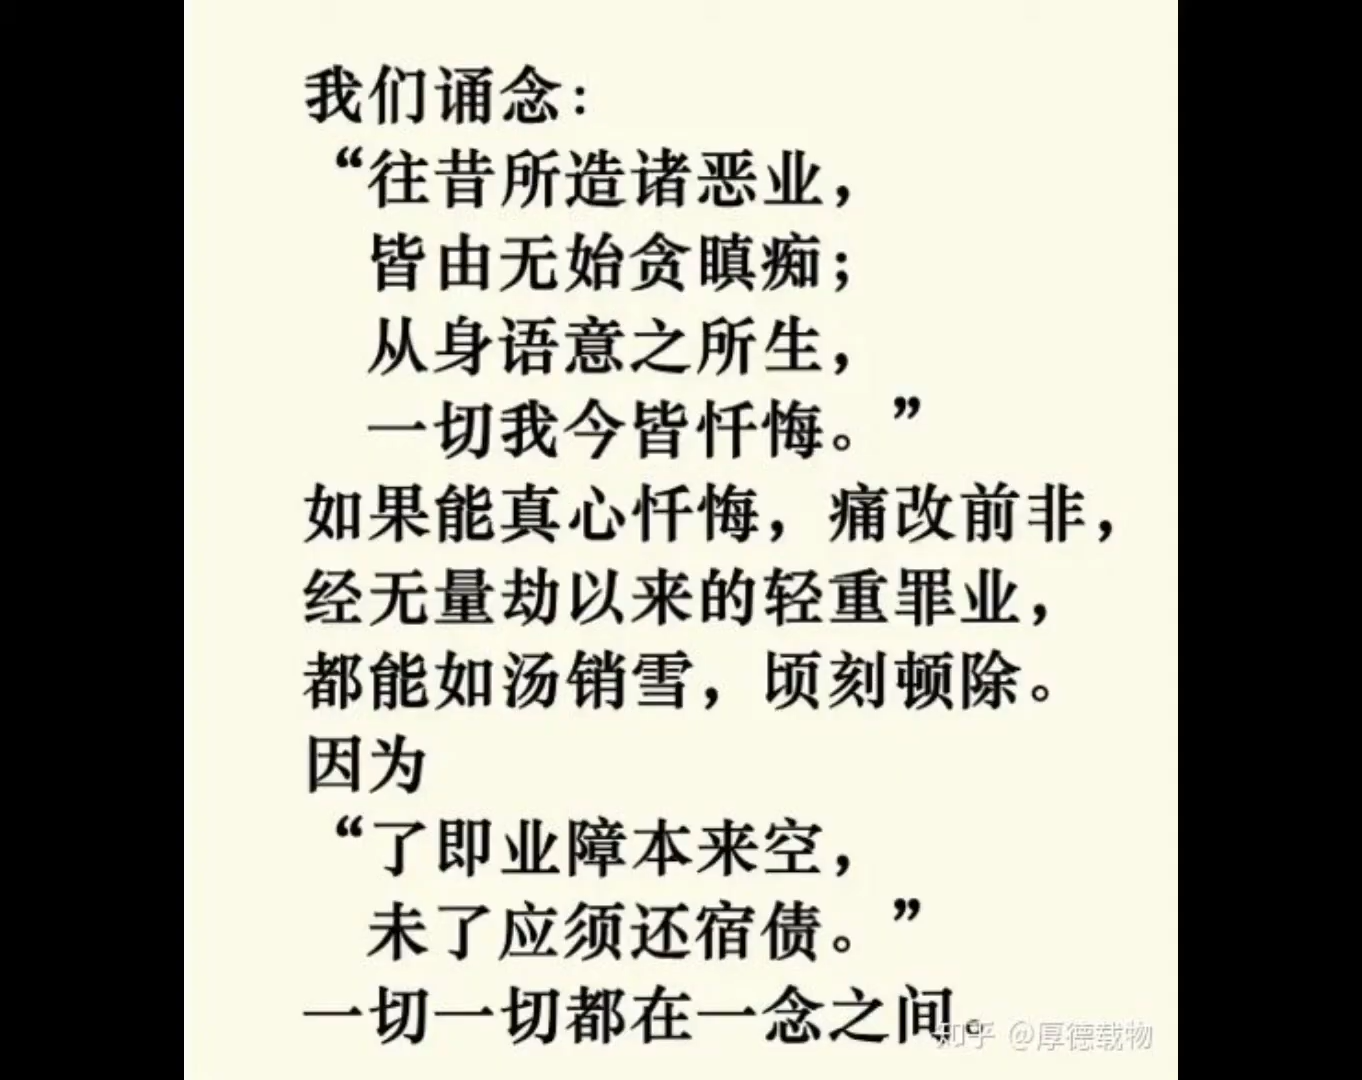 我们诵念：
“往昔所造诸恶业，
皆由无始贪瞋痴；
从身语意之所生，
一切我今皆忏悔。”
如果能真心忏悔，痛改前非，
经无量劫以来的轻重罪业，
都能如汤销雪，顷刻顿除。
因为
“了即业障本来空，
未了应须还宿债。”
一切一切都在一念之间。
知乎 @厚德载物